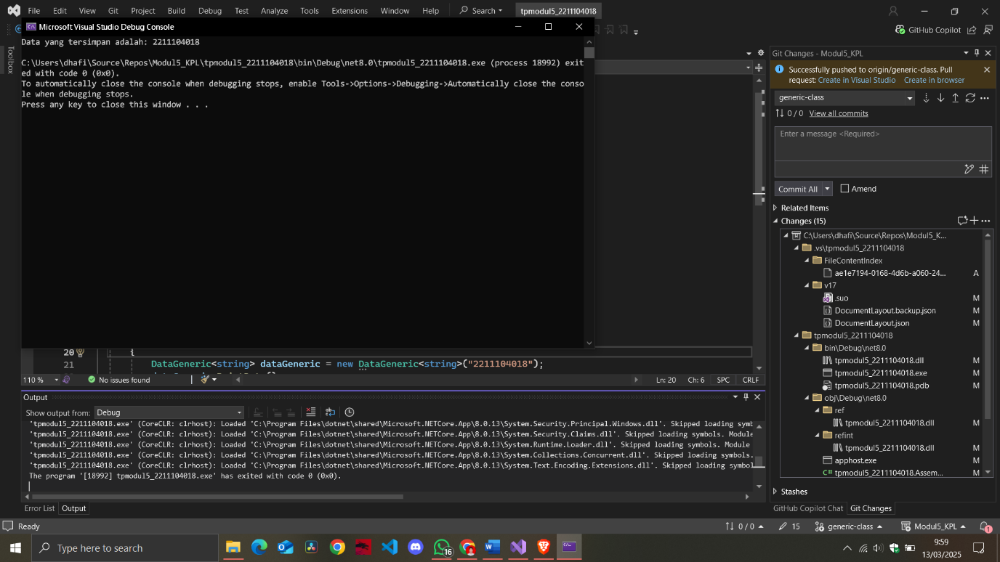 File Edit View Git Project Build Debug Test Analyze Tools Extensions Window Help Search tpmodul5_2211104018
GitHub Copilot
Toolbox
Microsoft Visual Studio Debug Console
Data yang tersimpan adalah: 2211104018
C:\Users\dhafi\Source\Repos\Modul5_KPL\tpmodul5_2211104018\bin\Debug\net8.0\tpmodul5_2211104018.exe (process 18992) exit
ed with code 0 (0x0).
To automatically close the console when debugging stops, enable Tools->Options->Debugging->Automatically close the conso
le when debugging stops.
Press any key to close this window . . .
20 {
21 DataGeneric<string> dataGeneric = new DataGeneric<string>("2211104018");
110 % No issues found Ln: 20 Ch: 6 SPC CRLF
Output
Show output from: Debug
'tpmodul5_2211104018.exe' (CoreCLR: clrhost): Loaded 'C:\Program Files\dotnet\shared\Microsoft.NETCore.App\8.0.13\System.Security.Principal.Windows.dll'. Skipped loading symb
'tpmodul5_2211104018.exe' (CoreCLR: clrhost): Loaded 'C:\Program Files\dotnet\shared\Microsoft.NETCore.App\8.0.13\System.Security.Claims.dll'. Skipped loading symbols. Module
'tpmodul5_2211104018.exe' (CoreCLR: clrhost): Loaded 'C:\Program Files\dotnet\shared\Microsoft.NETCore.App\8.0.13\System.Runtime.Loader.dll'. Skipped loading symbols. Module
'tpmodul5_2211104018.exe' (CoreCLR: clrhost): Loaded 'C:\Program Files\dotnet\shared\Microsoft.NETCore.App\8.0.13\System.Collections.Concurrent.dll'. Skipped loading symbols.
'tpmodul5_2211104018.exe' (CoreCLR: clrhost): Loaded 'C:\Program Files\dotnet\shared\Microsoft.NETCore.App\8.0.13\System.Text.Encoding.Extensions.dll'. Skipped loading symbol
The program '[18992] tpmodul5_2211104018.exe' has exited with code 0 (0x0).
Error List Output
Git Changes - Modul5_KPL
Successfully pushed to origin/generic-class. Pull
request: Create in Visual Studio Create in browser
generic-class
0 / 0 View all commits
Enter a message <Required>
Commit All Amend
Related Items
Changes (15)
C:\Users\dhafi\Source\Repos\Modul5_K...
.vs\tpmodul5_2211104018
FileContentIndex
ae1e7194-0168-4d6b-a060-24... A
v17
.suo M
DocumentLayout.backup.json M
DocumentLayout.json M
tpmodul5_2211104018
bin\Debug\net8.0
tpmodul5_2211104018.dll M
tpmodul5_2211104018.exe M
tpmodul5_2211104018.pdb M
obj\Debug\net8.0
ref
tpmodul5_2211104018.dll M
refint
tpmodul5_2211104018.dll M
apphost.exe M
C# tpmodul5_2211104018.Assem... M
Stashes
GitHub Copilot Chat Git Changes
Ready 0 / 0 15 generic-class Modul5_KPL 1
Type here to search 16 9:59
13/03/2025